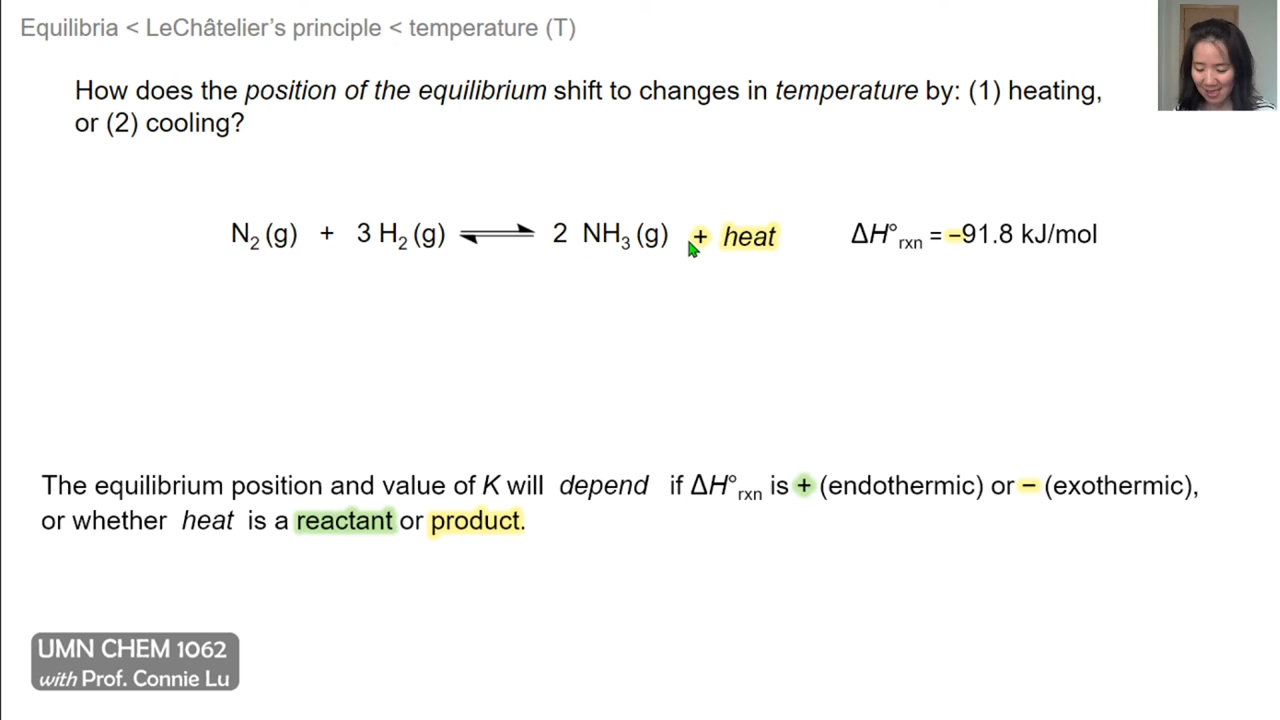 Equilibria < LeChâtelier's principle < temperature (T)
How does the position of the equilibrium shift to changes in temperature by: (1) heating,
or (2) cooling?
N₂ (g) + 3 H₂ (g) ⇌ 2 NH₃ (g) + heat ΔH°rxn = −91.8 kJ/mol
The equilibrium position and value of K will depend if ΔH°rxn is + (endothermic) or − (exothermic),
or whether heat is a reactant or product.
UMN CHEM 1062
with Prof. Connie Lu